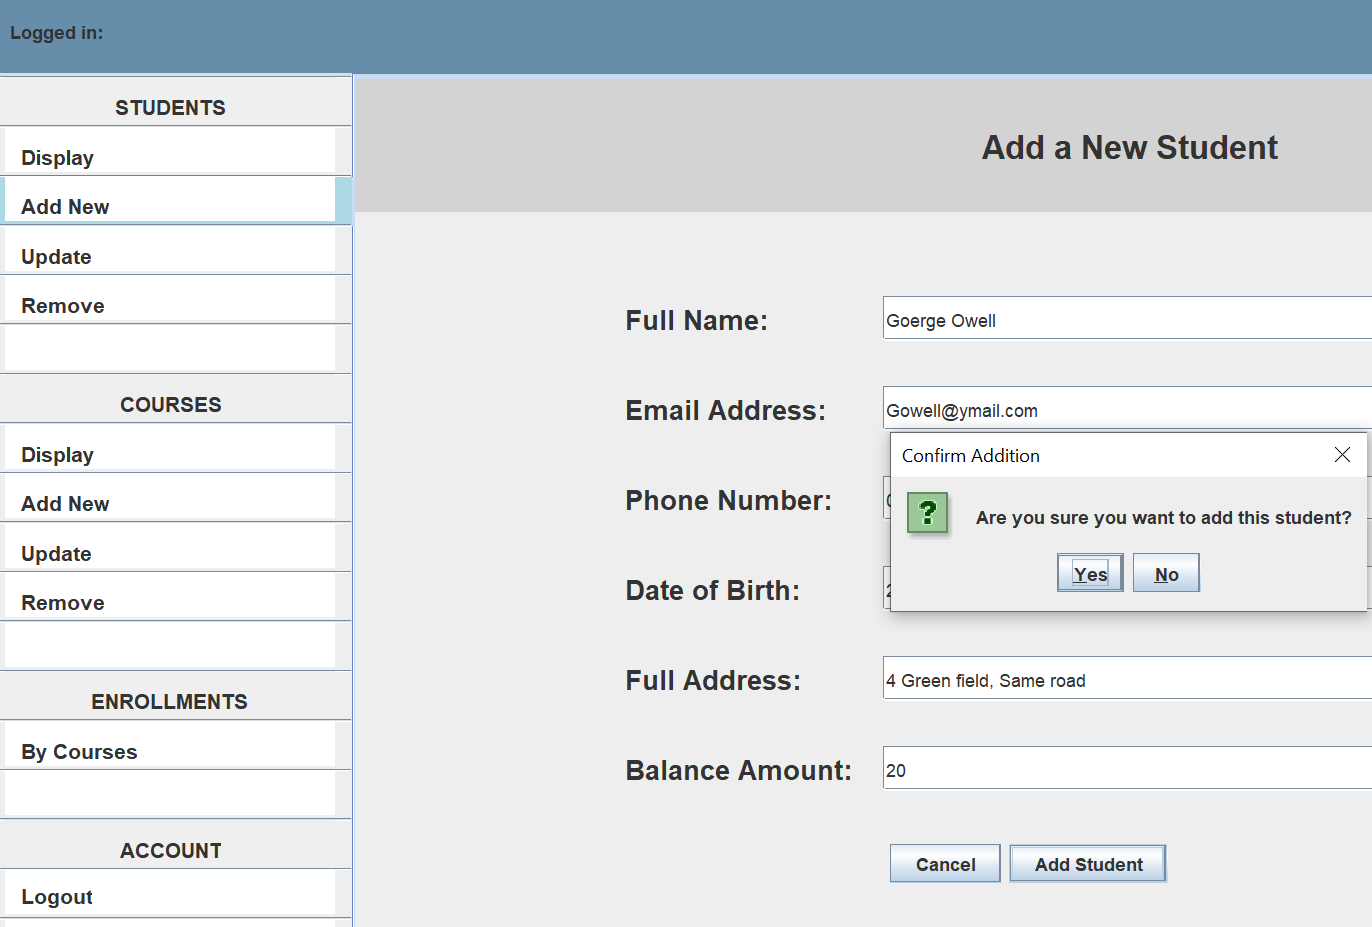 Logged in:
STUDENTS
Display
Add New
Update
Remove
COURSES
Display
Add New
Update
Remove
ENROLLMENTS
By Courses
ACCOUNT
Logout
Add a New Student
Full Name: Goerge Owell
Email Address: Gowell@ymail.com
Phone Number:
Date of Birth:
Full Address: 4 Green field, Same road
Balance Amount: 20
Cancel Add Student
Confirm Addition
? Are you sure you want to add this student?
Yes No